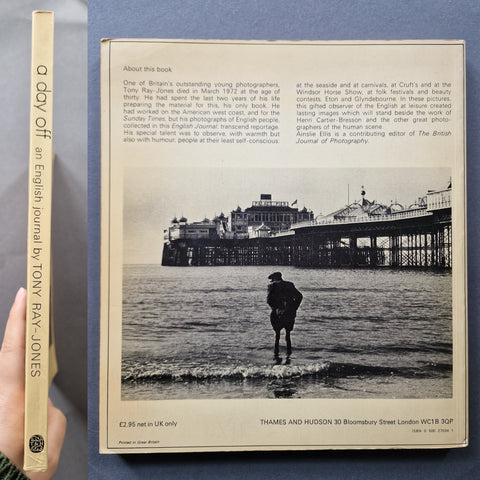 a day off an English journal by TONY RAY-JONES
About this book
One of Britain's outstanding young photographers,
Tony Ray-Jones died in March 1972 at the age of
thirty. He had spent the last two years of his life
preparing the material for this, his only book. He
had worked on the American west coast, and for the
Sunday Times, but his photographs of English people,
collected in this English Journal, transcend reportage.
His special talent was to observe, with warmth but
also with humour, people at their least self-conscious:
at the seaside and at carnivals, at Cruft's and at the
Windsor Horse Show, at folk festivals and beauty
contests, Eton and Glyndebourne. In these pictures,
this gifted observer of the English at leisure created
lasting images which will stand beside the work of
Henri Cartier-Bresson and the other great photo-
graphers of the human scene.
Ainslie Ellis is a contributing editor of The British
Journal of Photography.
£2.95 net in UK only
THAMES AND HUDSON 30 Bloomsbury Street London WC1B 3QP
Printed in Great Britain